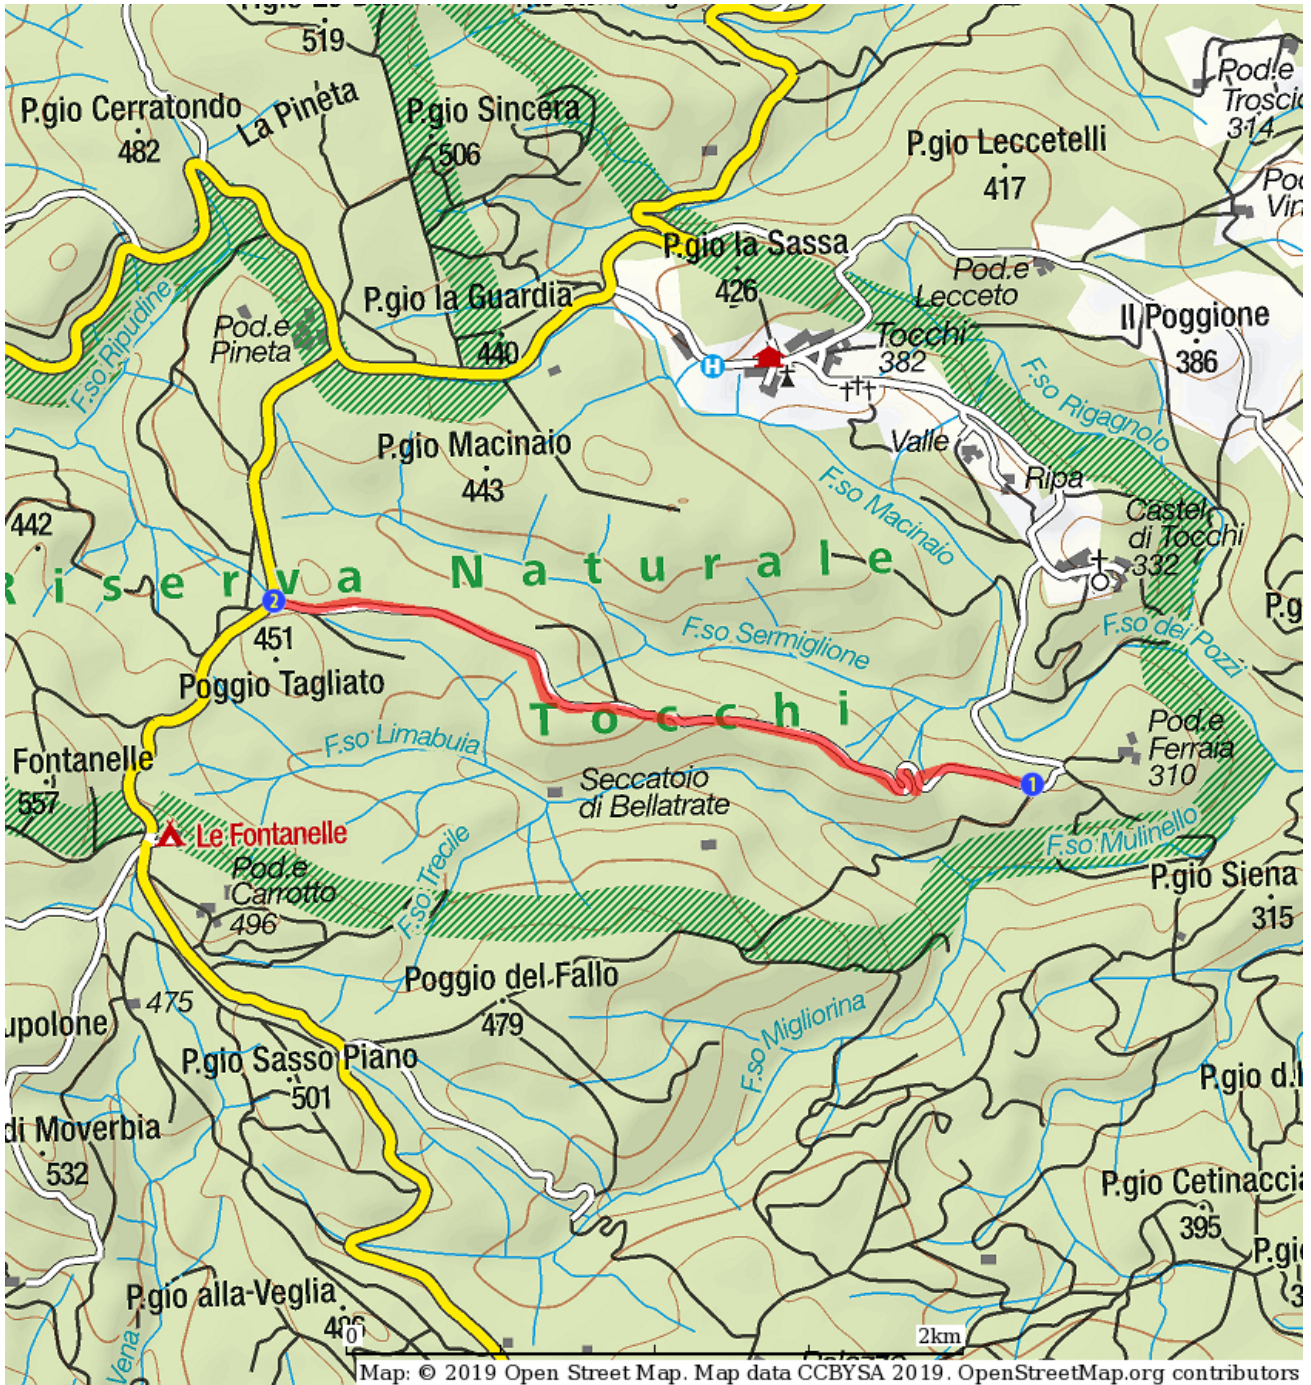 519
P.gio Cerratondo
482
La Pineta
P.gio Sincera
506
P.gio Leccetelli
417
Pod.e
314
P.gio la Sassa
426
Pod.e
Lecceto
Il Poggione
386
F.so Ripudine
Pod.e
Pineta
P.gio la Guardia
440
H
Tocchi
382
F.so Rigagnolo
P.gio Macinaio
443
Valle
Ripa
F.so Macinaio
Castel
di Tocchi
332
442
Riserva Naturale
Tocchi
2
451
Poggio Tagliato
F.so Sermiglione
F.so dei Pozzi
F.so Limabuia
Fontanelle
557
Seccatoio
di Bellatrate
1
Pod.e
Ferraia
310
Le Fontanelle
Pod.e
Carrotto
496
F.so Trecile
F.so Mulinello
P.gio Siena
315
475
Poggio del Fallo
479
F.so Migliorina
upolone
P.gio Sasso Piano
501
P.gio d.
di Moverbia
532
P.gio Cetinaccia
395
P.gio alla Veglia
486
Vena
0
2km
Map: © 2019 Open Street Map. Map data CCBYSA 2019. OpenStreetMap.org contributors